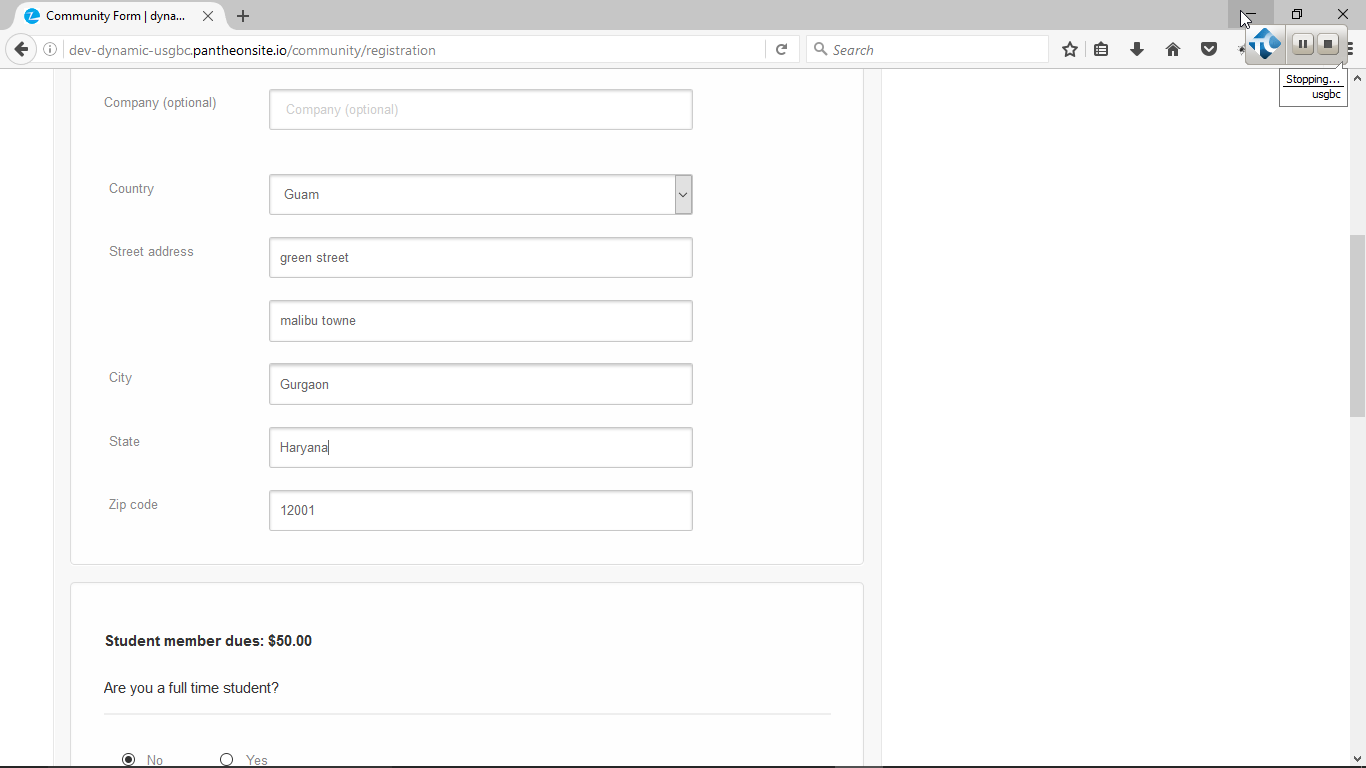 Community Form | dyna...
dev-dynamic-usgbc.pantheonsite.io/community/registration
Search
Stopping...
usgbc
Company (optional)
Company (optional)
Country
Guam
Street address
green street
malibu towne
City
Gurgaon
State
Haryana
Zip code
12001
Student member dues: $50.00
Are you a full time student?
No
Yes